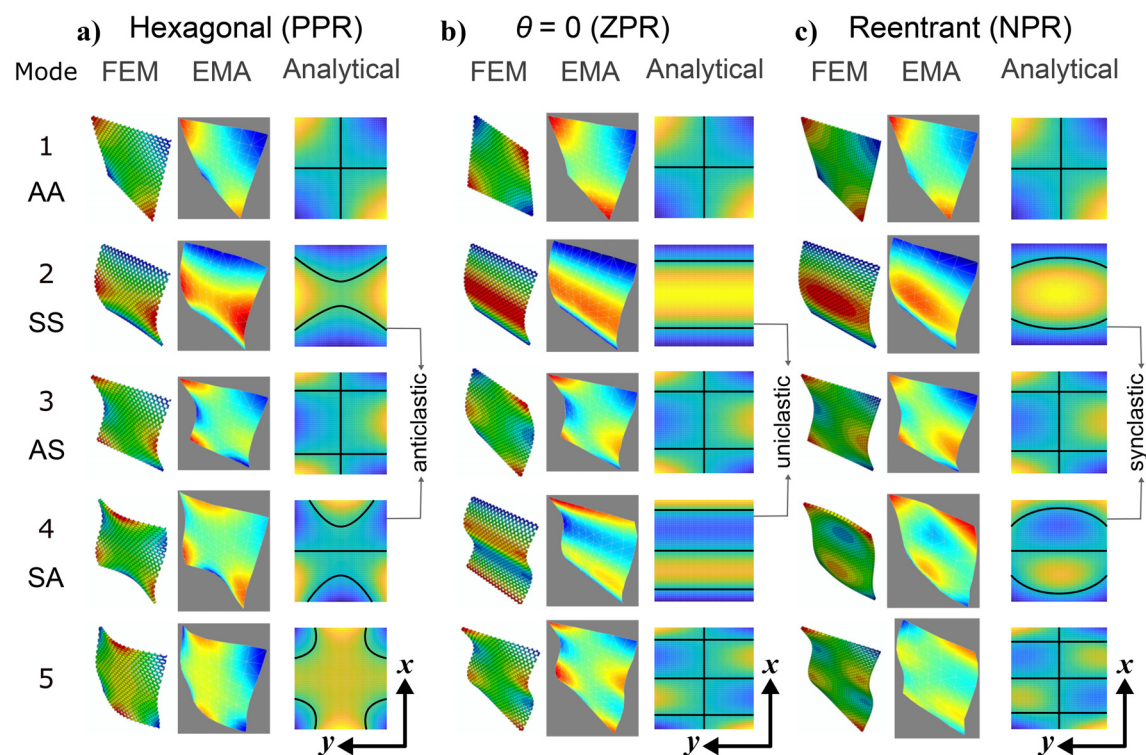 a) Hexagonal (PPR) b) θ = 0 (ZPR) c) Reentrant (NPR)
Mode FEM EMA Analytical FEM EMA Analytical FEM EMA Analytical
1
AA
2
SS
3
AS
anticlastic uniclastic synclastic
4
SA
5
x x x
y y y